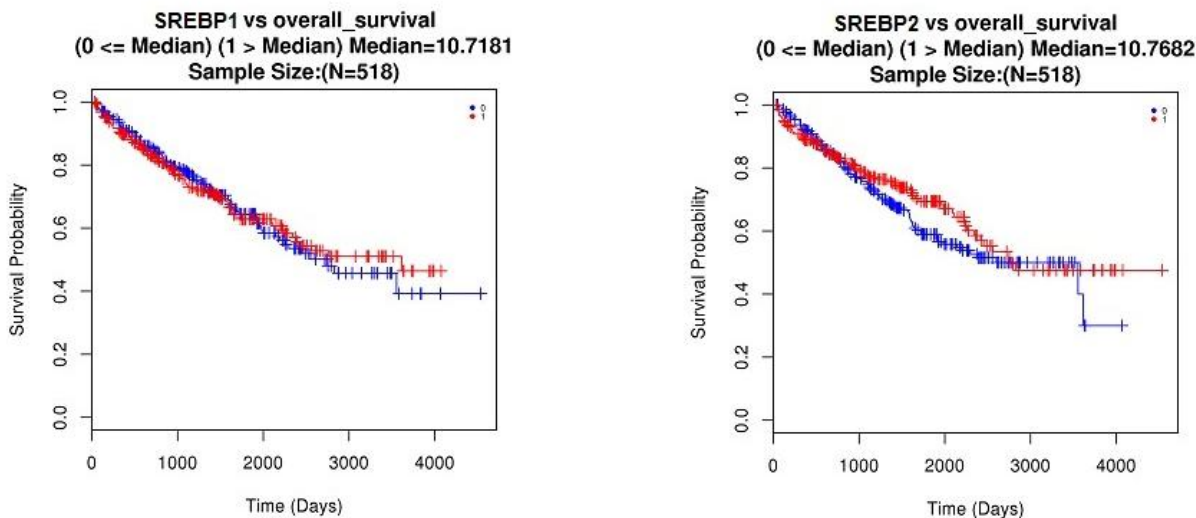 SREBP1 vs overall_survival
(0 <= Median) (1 > Median) Median=10.7181
Sample Size:(N=518)
0
1
1.0
0.8
0.6
0.4
0.2
0.0
Survival Probability
0 1000 2000 3000 4000
Time (Days)
SREBP2 vs overall_survival
(0 <= Median) (1 > Median) Median=10.7682
Sample Size:(N=518)
0
1
1.0
0.8
0.6
0.4
0.2
0.0
Survival Probability
0 1000 2000 3000 4000
Time (Days)